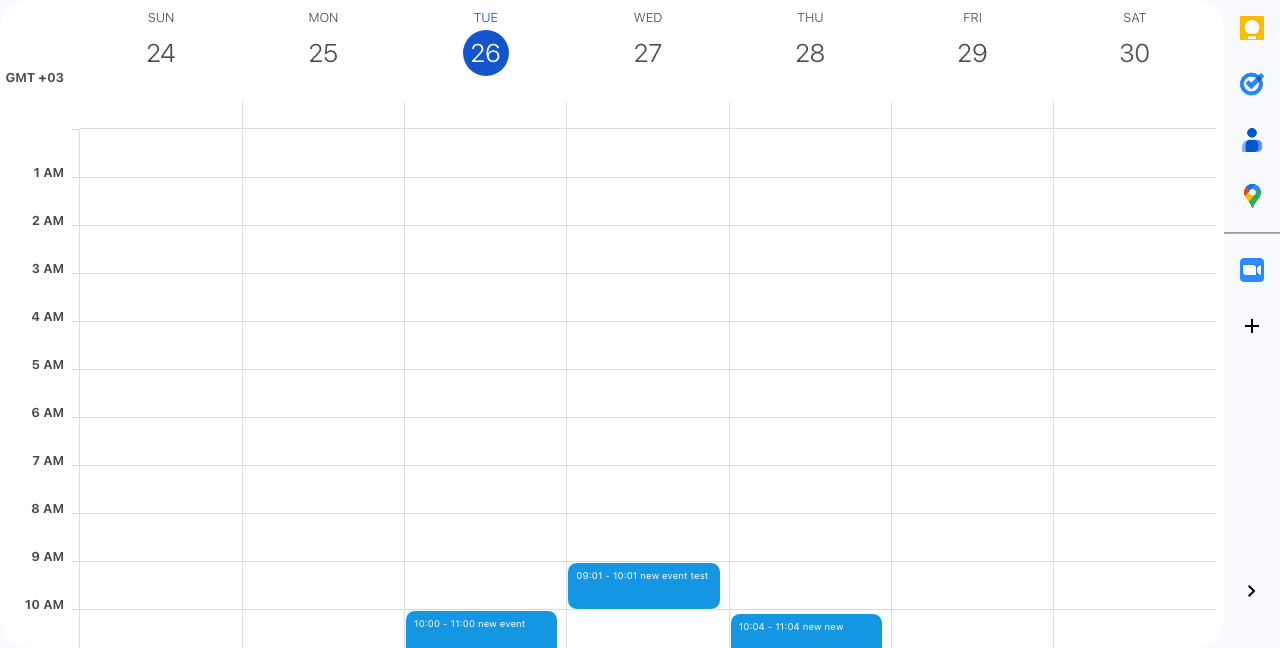 SUN MON TUE WED THU FRI SAT
24 25 26 27 28 29 30
GMT +03
1 AM
2 AM
3 AM
4 AM
5 AM
6 AM
7 AM
8 AM
9 AM
09:01 - 10:01 new event test
10 AM
10:00 - 11:00 new event
10:04 - 11:04 new new